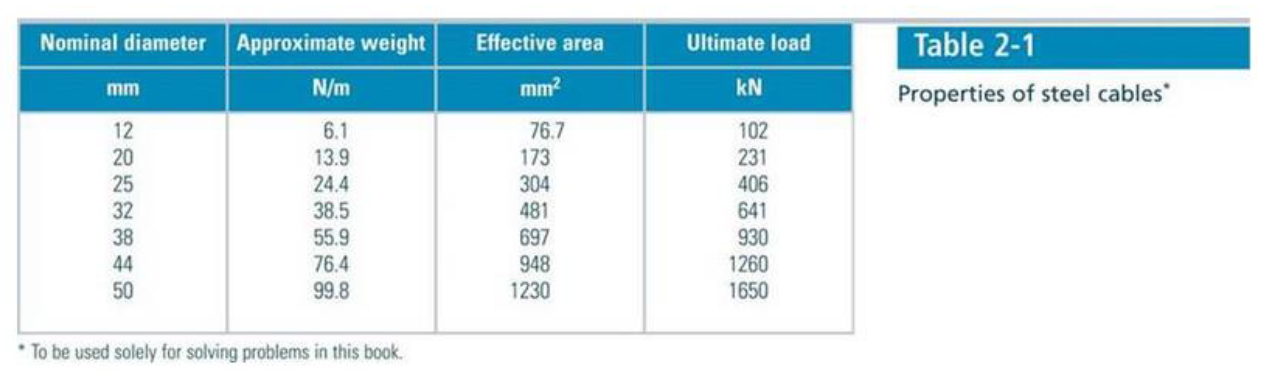 Nominal diameter Approximate weight Effective area Ultimate load
mm N/m mm² kN
12 6.1 76.7 102
20 13.9 173 231
25 24.4 304 406
32 38.5 481 641
38 55.9 697 930
44 76.4 948 1260
50 99.8 1230 1650
* To be used solely for solving problems in this book.
Table 2-1
Properties of steel cables*